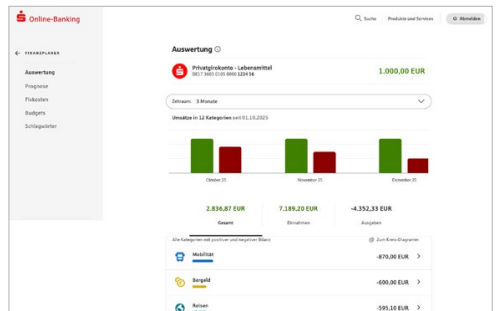 Online-Banking
Suche
Produkte und Services
Abmelden
FINANZPLANER
Auswertung
Prognose
Fixkosten
Budgets
Schlagwörter
Auswertung
Privatgirokonto - Lebensmittel
1.000,00 EUR
Zeitraum: 3 Monate
Umsätze in 12 Kategorien seit 01.10.2025
Oktober 25
November 25
Dezember 25
2.836,87 EUR
7.189,20 EUR
-4.352,33 EUR
Gesamt
Einnahmen
Ausgaben
Alle Kategorien mit positiver und negativer Bilanz
Zum Kreis-Diagramm
Mobilität
-870,00 EUR
Bargeld
-600,00 EUR
Reisen
-595,10 EUR